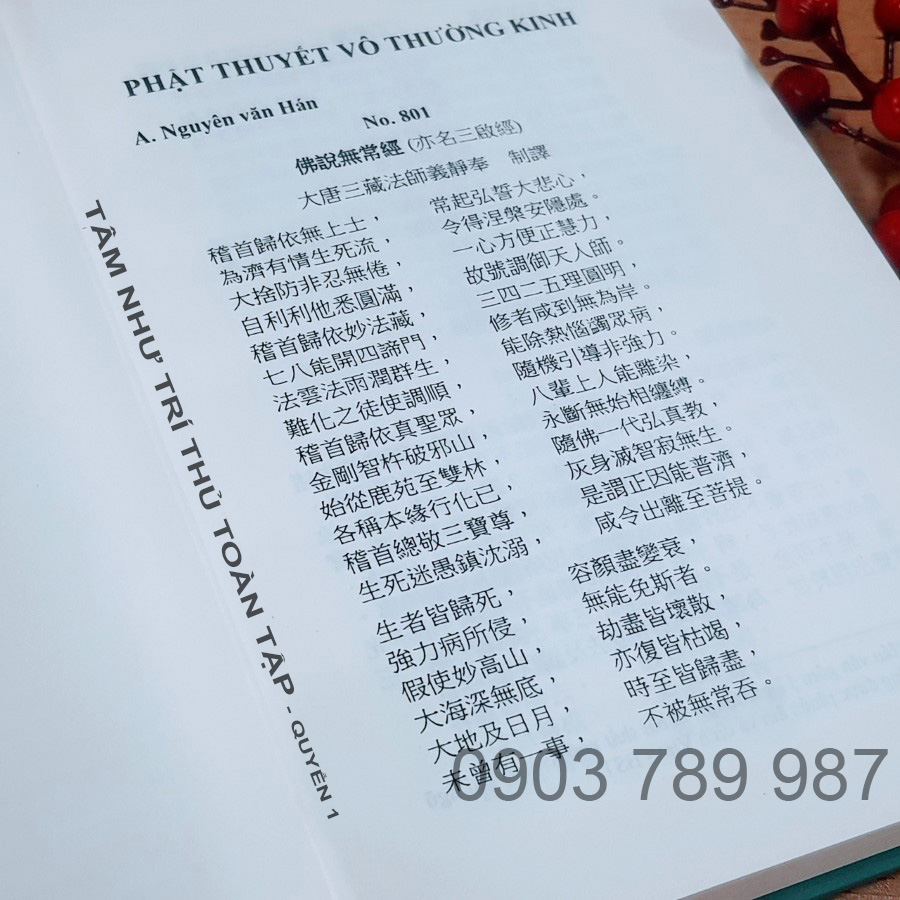 PHẬT THUYẾT VÔ THƯỜNG KINH
A. Nguyên văn Hán
No. 801
佛說無常經 (亦名三啟經)
大唐三藏法師義靜奉 制譯
稽首歸依無上士， 常起弘誓大悲心，
為濟有情生死流， 令得涅盤安隱處。
大捨防非忍無倦， 一心方便正慧力，
自利利他悉圓滿， 故號調御天人師。
稽首歸依妙法藏， 三四二五理圓明，
七八能開四諦門， 修者咸到無為岸。
法雲法雨潤群生， 能除熱惱蠲眾病，
難化之徒使調順， 隨機引導非強力。
稽首歸依真聖眾， 八輩上人能離染，
金剛智杵破邪山， 永斷無始相纏縛。
始從鹿苑至雙林， 隨佛一代弘真教，
各稱本緣行化已， 灰身滅智寂無生。
稽首總敬三寶尊， 是謂正因能普濟，
生死迷愚鎮沈溺， 咸令出離至菩提。
生者皆歸死， 容顏盡變衰，
強力病所侵， 無能免斯者。
假使妙高山， 劫盡皆壞散，
大海深無底， 亦復皆枯竭，
大地及日月， 時至皆歸盡，
未曾有一事， 不被無常吞。
TÂM NHƯ TRÍ THỦ TOÀN TẬP - QUYỂN 1
0903 789 987